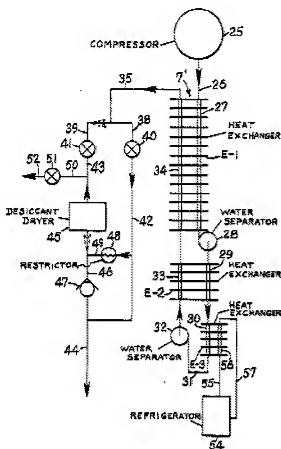 COMPRESSOR
25
35
7'
26
27
39
38
41
40
HEAT
EXCHANGER
52
51
50
43
34
E-1
DESICCANT
DRYER
45
42
WATER
SEPARATOR
28
49
48
RESTRICTOR
46
29
HEAT
EXCHANGER
33
E-2
47
HEAT
EXCHANGER
30
32
WATER
SEPARATOR
E-3
56
31
44
55
57
REFRIGERATOR
54